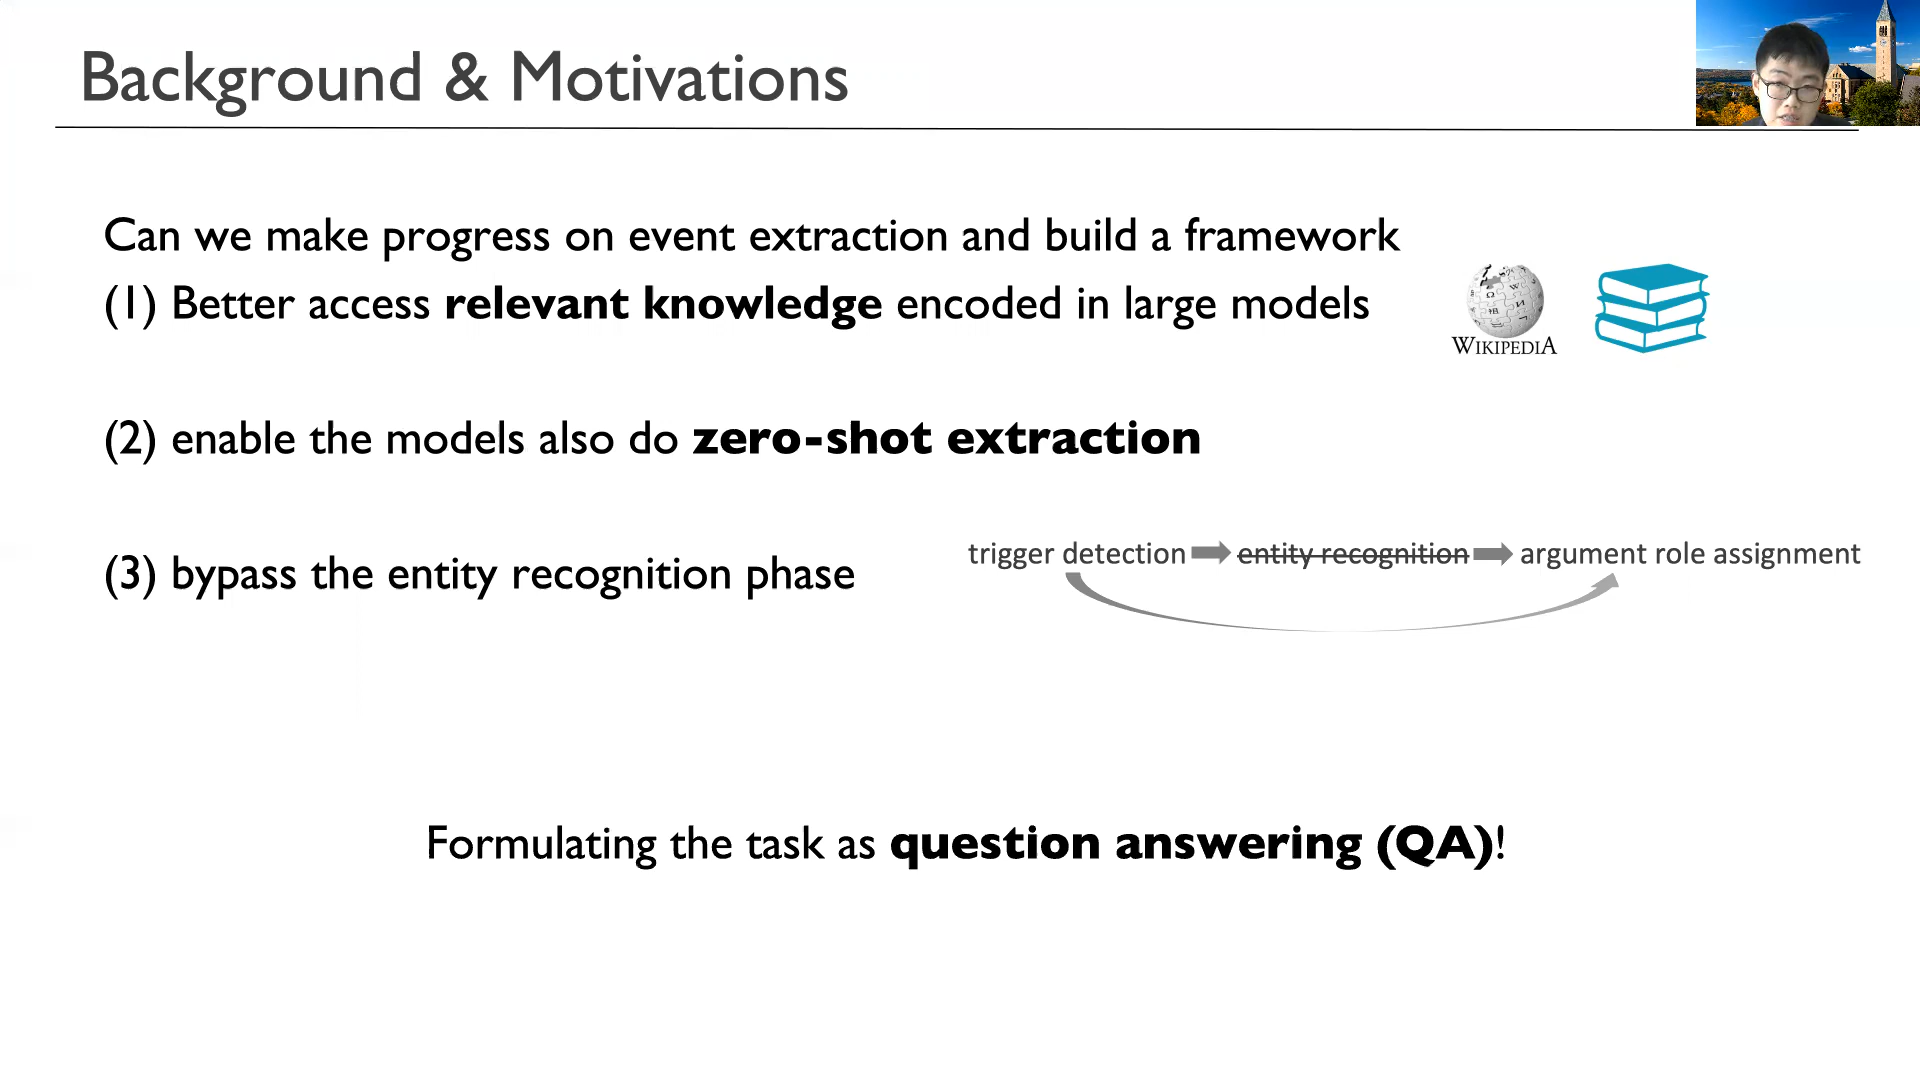 Background & Motivations
Can we make progress on event extraction and build a framework
(1) Better access relevant knowledge encoded in large models
WIKIPEDIA
(2) enable the models also do zero-shot extraction
trigger detection entity recognition argument role assignment
(3) bypass the entity recognition phase
Formulating the task as question answering (QA)!